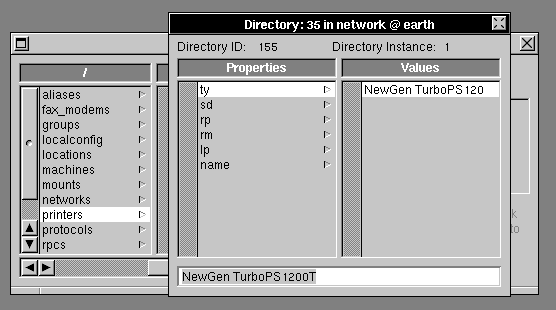 Directory: 35 in network @ earth
Directory ID: 155 Directory Instance: 1
/
Properties
Values
aliases
fax_modems
groups
localconfig
locations
machines
mounts
networks
printers
protocols
rpcs
ty
sd
rp
rm
lp
name
NewGen TurboPS120
NewGen TurboPS1200T
k
to